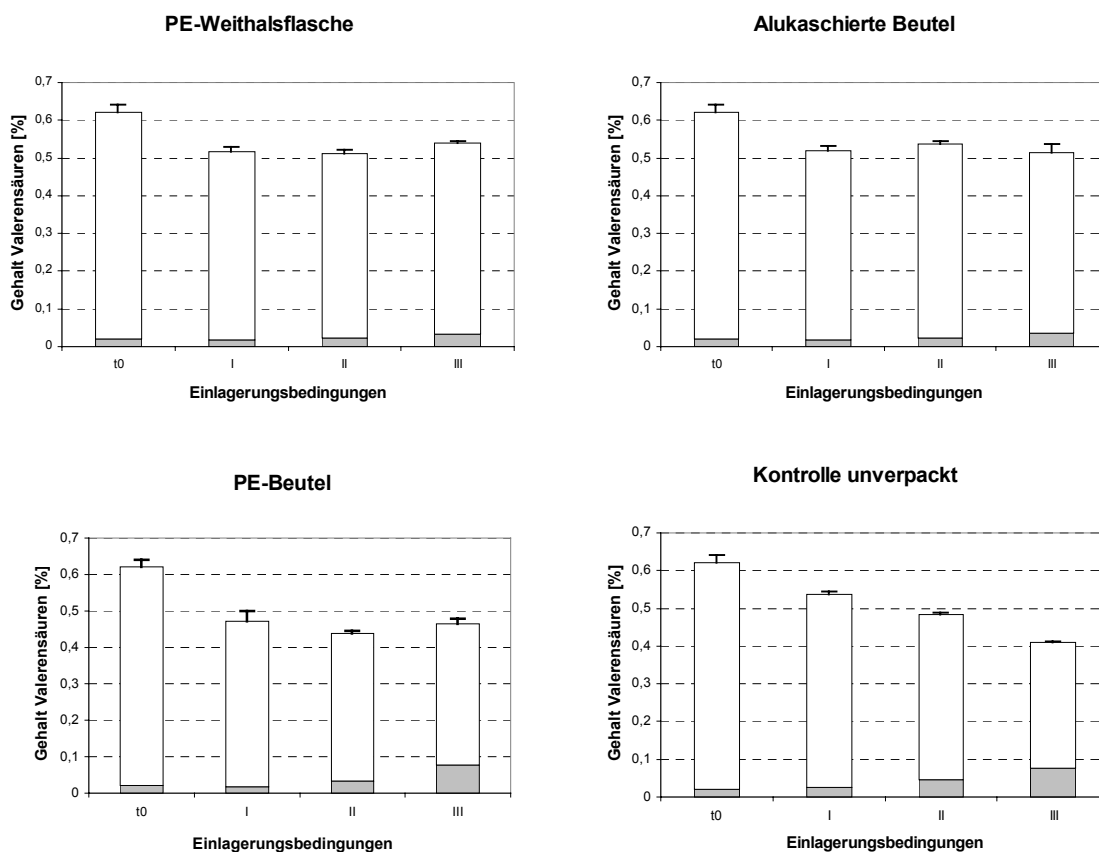 PE-Weithalsflasche
Gehalt Valerensäuren [%]
0,7
0,6
0,5
0,4
0,3
0,2
0,1
0
t0 I II III
Einlagerungsbedingungen
Alukaschierte Beutel
Gehalt Valerensäuren [%]
0,7
0,6
0,5
0,4
0,3
0,2
0,1
0
t0 I II III
Einlagerungsbedingungen
PE-Beutel
Gehalt Valerensäuren [%]
0,7
0,6
0,5
0,4
0,3
0,2
0,1
0
t0 I II III
Einlagerungsbedingungen
Kontrolle unverpackt
Gehalt Valerensäuren [%]
0,7
0,6
0,5
0,4
0,3
0,2
0,1
0
t0 I II III
Einlagerungsbedingungen